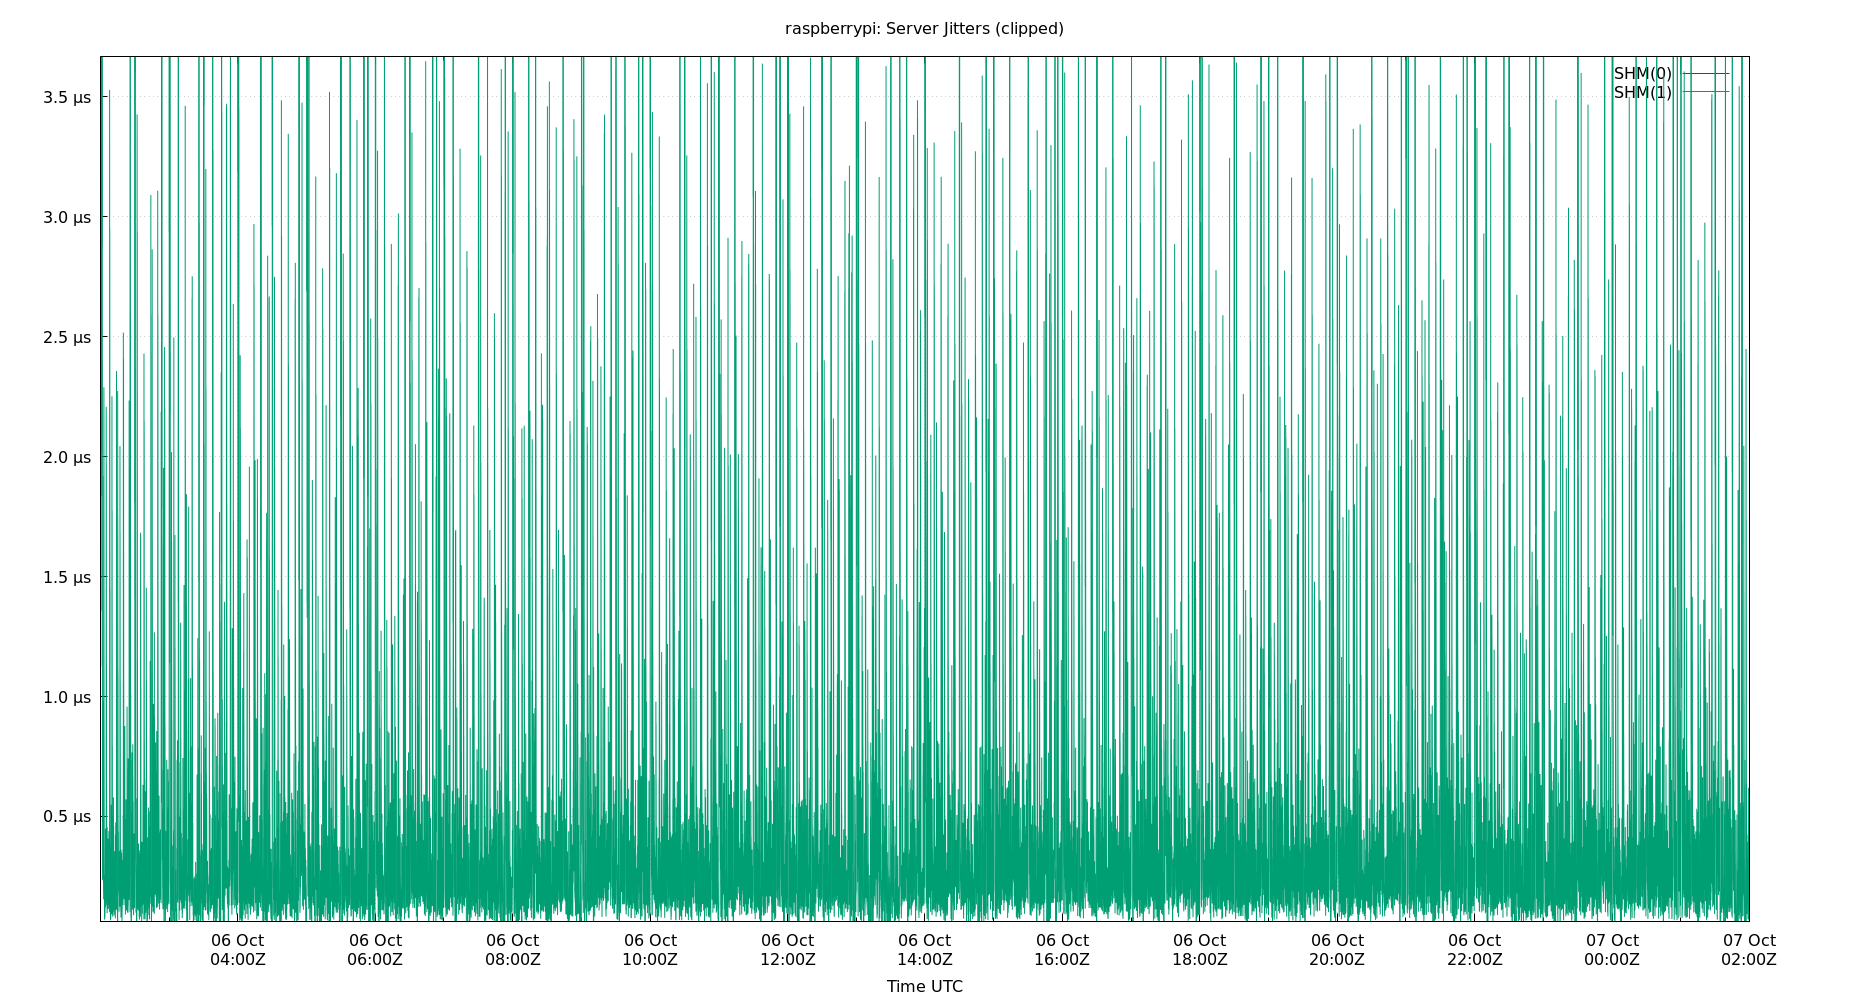 raspberrypi: Server Jitters (clipped)
SHM(0)
SHM(1)
3.5 µs
3.0 µs
2.5 µs
2.0 µs
1.5 µs
1.0 µs
0.5 µs
06 Oct 06 Oct 06 Oct 06 Oct 06 Oct 06 Oct 06 Oct 06 Oct 06 Oct 06 Oct 07 Oct 07 Oct
04:00Z 06:00Z 08:00Z 10:00Z 12:00Z 14:00Z 16:00Z 18:00Z 20:00Z 22:00Z 00:00Z 02:00Z
Time UTC